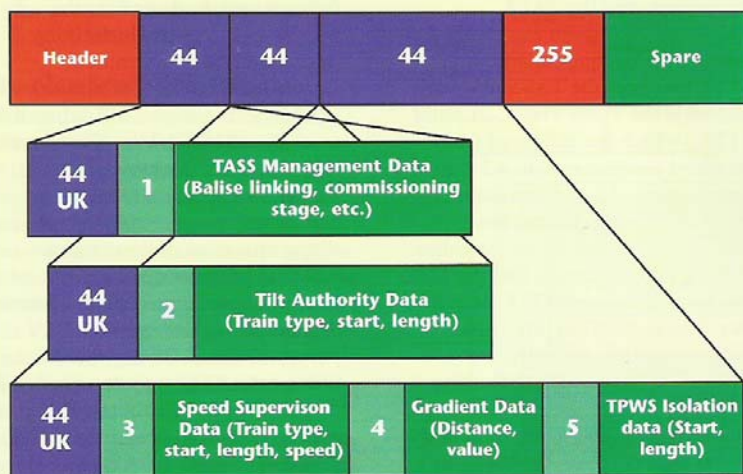 Header
44
44
44
255
Spare
44
UK
1
TASS Management Data
(Balise linking, commissioning
stage, etc.)
44
UK
2
Tilt Authority Data
(Train type, start, length)
44
UK
3
Speed Supervison
Data (Train type,
start, length, speed)
4
Gradient Data
(Distance,
value)
5
TPWS Isolation
data (Start,
length)